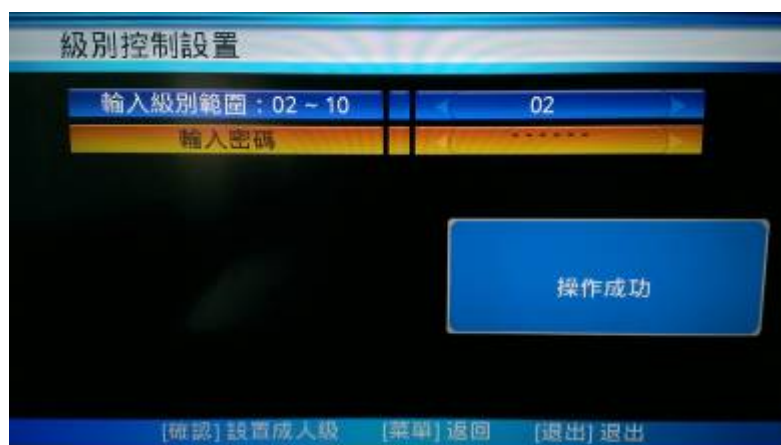 級別控制設置
輸入級別範圍：02 ~ 10 02
輸入密碼 ******
操作成功
[確認] 設置成人級 [菜單] 返回 [退出] 退出